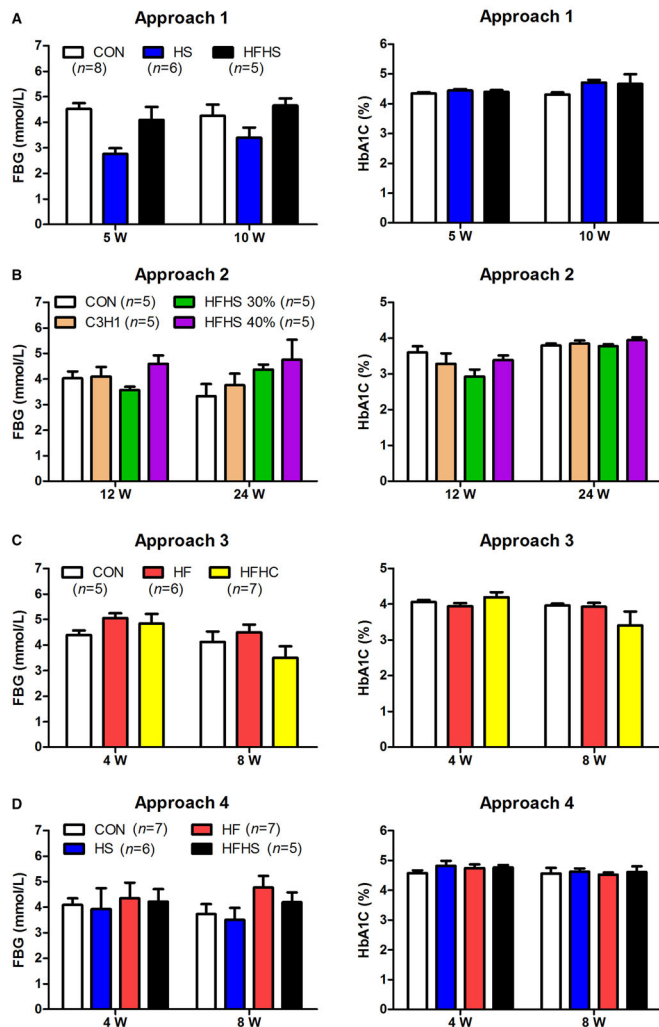 A
Approach 1
CON
HS
HFHS
(n=8)
(n=6)
(n=5)
FBG (mmol/L)
7
6
5
4
3
2
1
0
5 W
10 W
Approach 1
HbA1C (%)
6
5
4
3
2
1
0
5 W
10 W
B
Approach 2
CON (n=5)
HFHS 30% (n=5)
C3H1 (n=5)
HFHS 40% (n=5)
FBG (mmol/L)
7
6
5
4
3
2
1
0
12 W
24 W
Approach 2
HbA1C (%)
5
4
3
2
1
0
12 W
24 W
C
Approach 3
CON
HF
HFHC
(n=5)
(n=6)
(n=7)
FBG (mmol/L)
7
6
5
4
3
2
1
0
4 W
8 W
Approach 3
HbA1C (%)
5
4
3
2
1
0
4 W
8 W
D
Approach 4
CON (n=7)
HF (n=7)
HS (n=6)
HFHS (n=5)
FBG (mmol/L)
7
6
5
4
3
2
1
0
4 W
8 W
Approach 4
HbA1C (%)
6
5
4
3
2
1
0
4 W
8 W